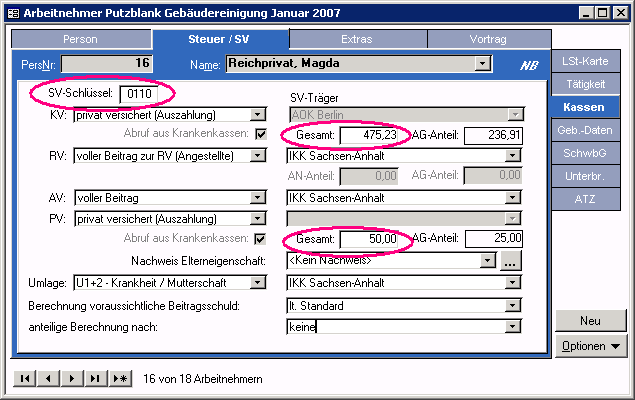 Arbeitnehmer Putzblank Gebäudereinigung Januar 2007
Person Steuer / SV Extras Vortrag
PersNr: 16 Name: Reichprivat, Magda NB
LSt-Karte
Tätigkeit
Kassen
Geb.-Daten
SchwbG
Unterbr.
ATZ
SV-Schlüssel: 0110 SV-Träger
KV: privat versichert (Auszahlung) AOK Berlin
Abruf aus Krankenkassen: Gesamt: 475,23 AG-Anteil: 236,91
RV: voller Beitrag zur RV (Angestellte) IKK Sachsen-Anhalt
AN-Anteil: 0,00 AG-Anteil: 0,00
AV: voller Beitrag IKK Sachsen-Anhalt
PV: privat versichert (Auszahlung)
Abruf aus Krankenkassen: Gesamt: 50,00 AG-Anteil: 25,00
Nachweis Elterneigenschaft: <Kein Nachweis> ...
Umlage: U1+2 - Krankheit / Mutterschaft IKK Sachsen-Anhalt
Berechnung voraussichtliche Beitragsschuld: lt. Standard
anteilige Berechnung nach: keine
Neu
Optionen
16 von 18 Arbeitnehmern